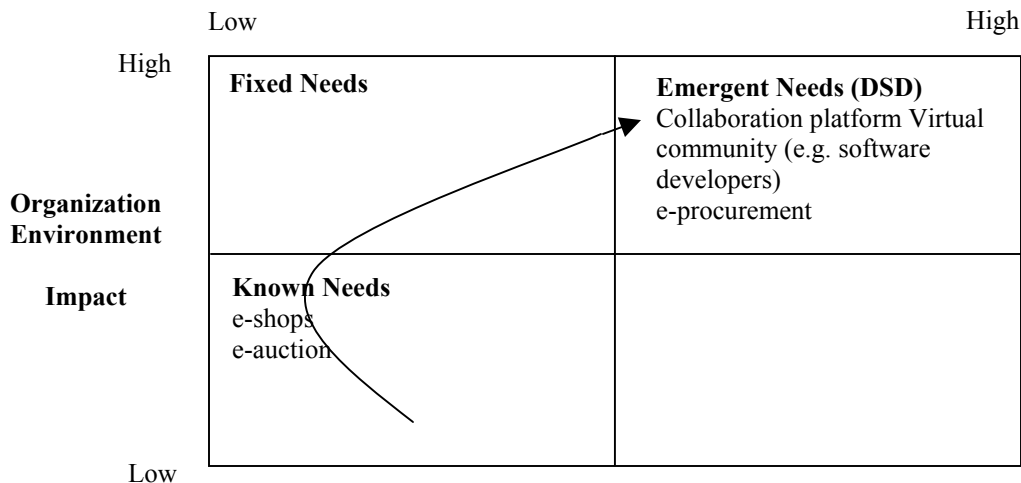 Low High
High
Fixed Needs
Emergent Needs (DSD)
Collaboration platform Virtual
community (e.g. software
developers)
e-procurement
Organization
Environment
Impact
Known Needs
e-shops
e-auction
Low